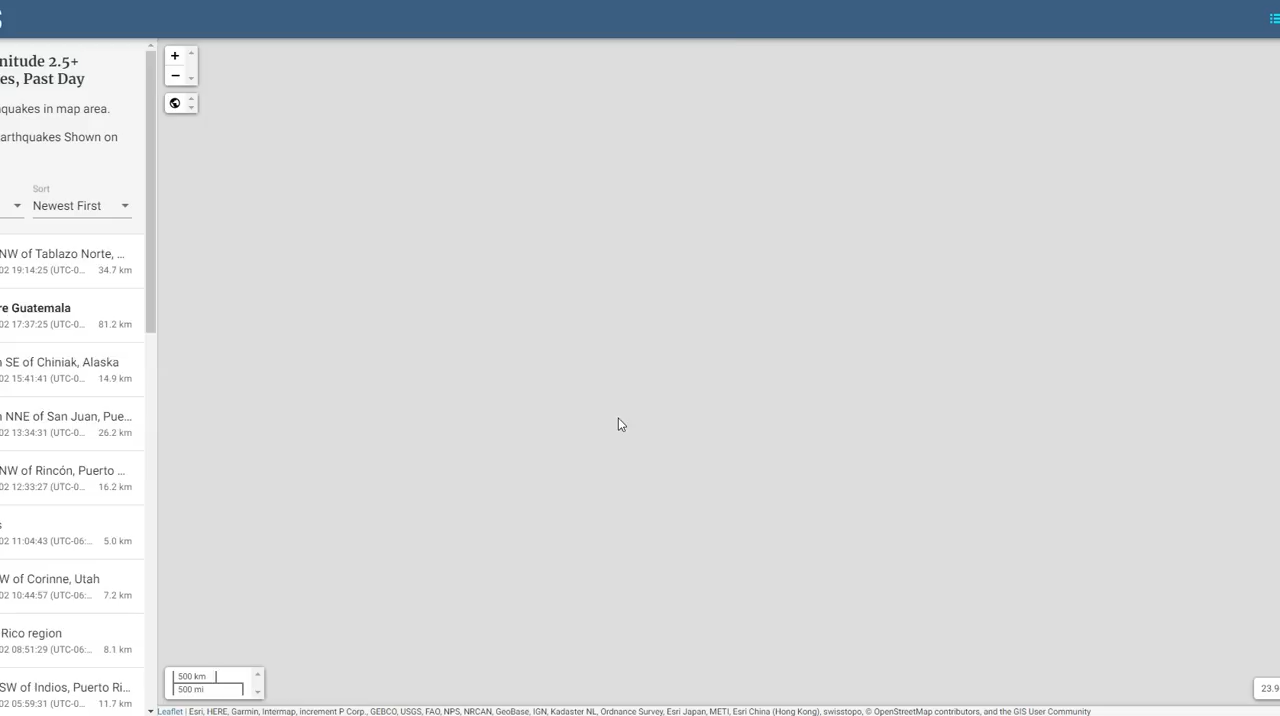 nitude 2.5+
es, Past Day
quakes in map area.
arthquakes Shown on
Sort
Newest First
NW of Tablazo Norte, ...
02 19:14:25 (UTC-0... 34.7 km
re Guatemala
02 17:37:25 (UTC-0... 81.2 km
SE of Chiniak, Alaska
02 15:41:41 (UTC-0... 14.9 km
NNE of San Juan, Pue...
02 13:34:31 (UTC-0... 26.2 km
NW of Rincón, Puerto ...
02 12:33:27 (UTC-0... 16.2 km
s
02 11:04:43 (UTC-06:... 5.0 km
W of Corinne, Utah
02 10:44:57 (UTC-06:... 7.2 km
Rico region
02 08:51:29 (UTC-06:... 8.1 km
SW of Indios, Puerto Ri...
02 05:59:31 (UTC-06:... 11.7 km
+
−
500 km
500 mi
23.9
Leaflet | Esri, HERE, Garmin, Intermap, increment P Corp., GEBCO, USGS, FAO, NPS, NRCAN, GeoBase, IGN, Kadaster NL, Ordnance Survey, Esri Japan, METI, Esri China (Hong Kong), swisstopo, © OpenStreetMap contributors, and the GIS User Community